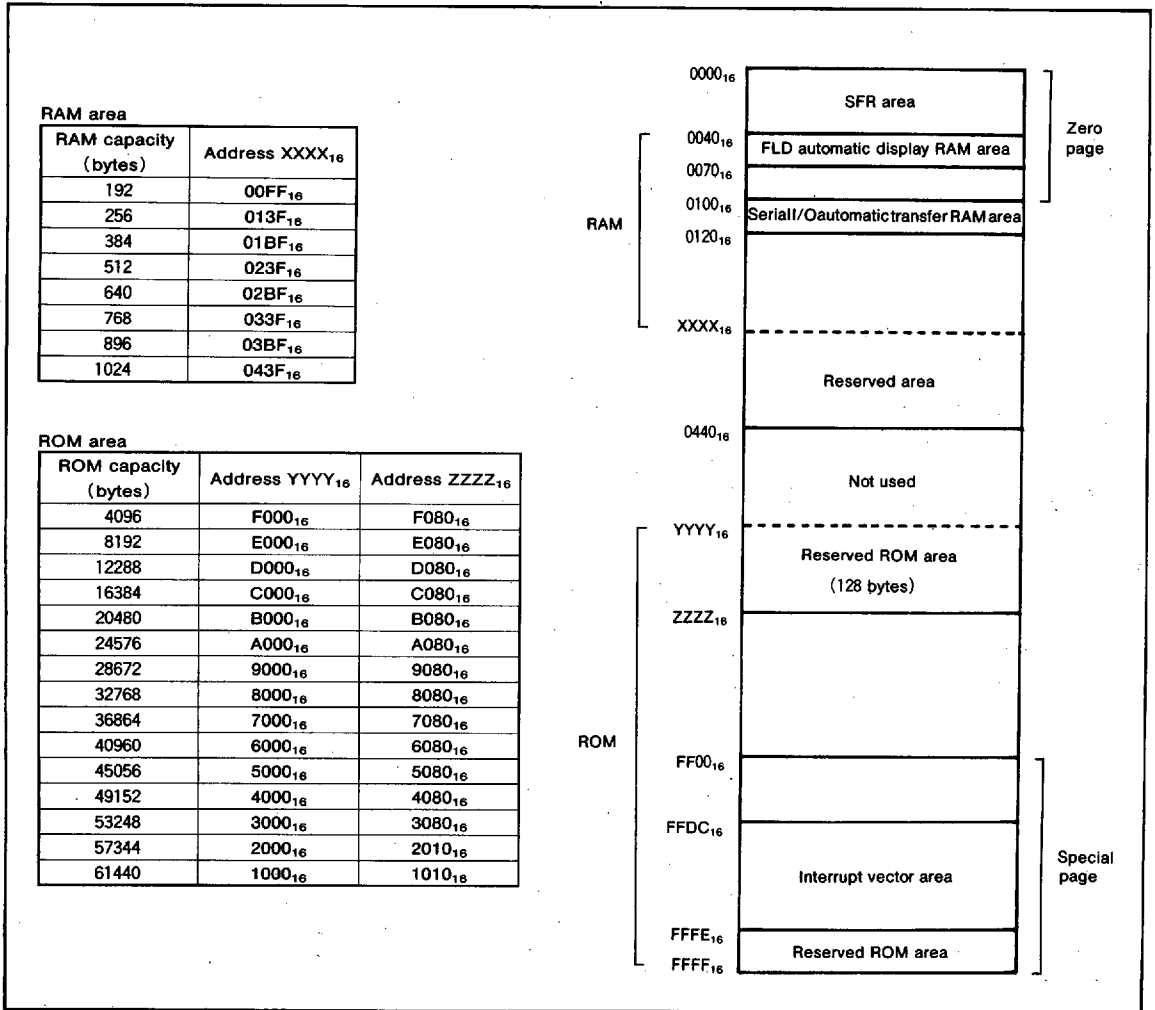 RAM area
RAM capacity (bytes) Address XXXX₁₆
192 00FF₁₆
256 013F₁₆
384 01BF₁₆
512 023F₁₆
640 02BF₁₆
768 033F₁₆
896 03BF₁₆
1024 043F₁₆
ROM area
ROM capacity (bytes) Address YYYY₁₆ Address ZZZZ₁₆
4096 F000₁₆ F080₁₆
8192 E000₁₆ E080₁₆
12288 D000₁₆ D080₁₆
16384 C000₁₆ C080₁₆
20480 B000₁₆ B080₁₆
24576 A000₁₆ A080₁₆
28672 9000₁₆ 9080₁₆
32768 8000₁₆ 8080₁₆
36864 7000₁₆ 7080₁₆
40960 6000₁₆ 6080₁₆
45056 5000₁₆ 5080₁₆
49152 4000₁₆ 4080₁₆
53248 3000₁₆ 3080₁₆
57344 2000₁₆ 2010₁₆
61440 1000₁₆ 1010₁₆
0000₁₆
SFR area
Zero page
0040₁₆
FLD automatic display RAM area
0070₁₆
0100₁₆
RAM
SerialI/OautomatictransferRAMarea
0120₁₆
XXXX₁₆
Reserved area
0440₁₆
Not used
YYYY₁₆
Reserved ROM area
(128 bytes)
ZZZZ₁₆
ROM
FF00₁₆
FFDC₁₆
Interrupt vector area
Special page
FFFE₁₆
Reserved ROM area
FFFF₁₆